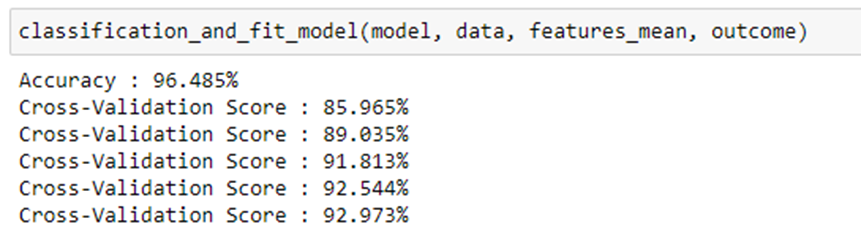 classification_and_fit_model(model, data, features_mean, outcome)
Accuracy : 96.485%
Cross-Validation Score : 85.965%
Cross-Validation Score : 89.035%
Cross-Validation Score : 91.813%
Cross-Validation Score : 92.544%
Cross-Validation Score : 92.973%